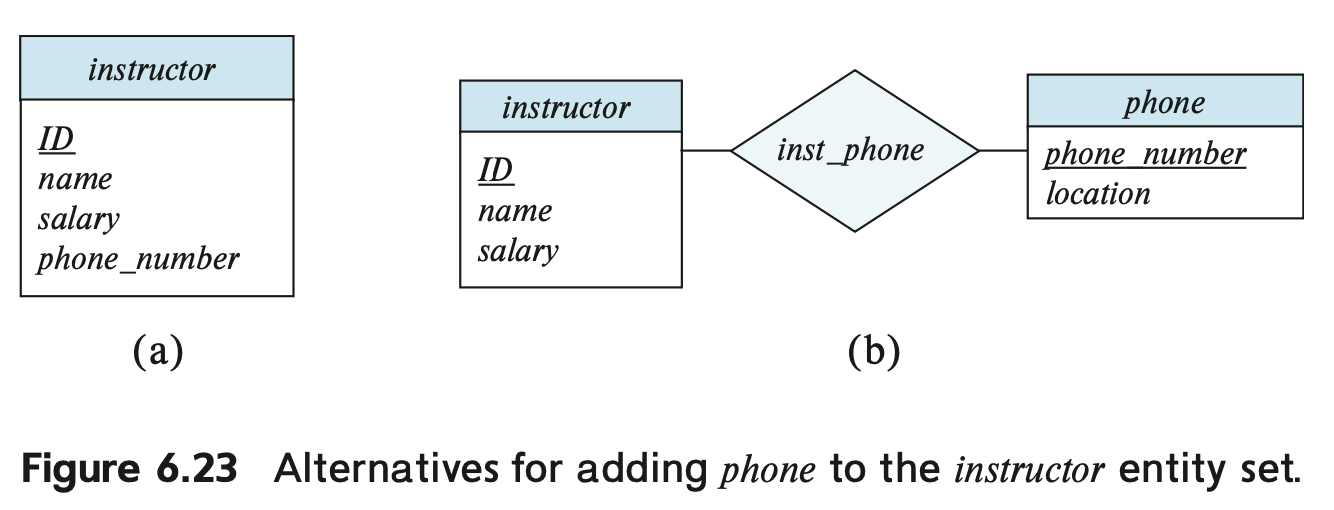 instructor
ID
name
salary
phone_number
(a)
instructor
ID
name
salary
inst_phone
phone
phone_number
location
(b)
Figure 6.23 Alternatives for adding phone to the instructor entity set.